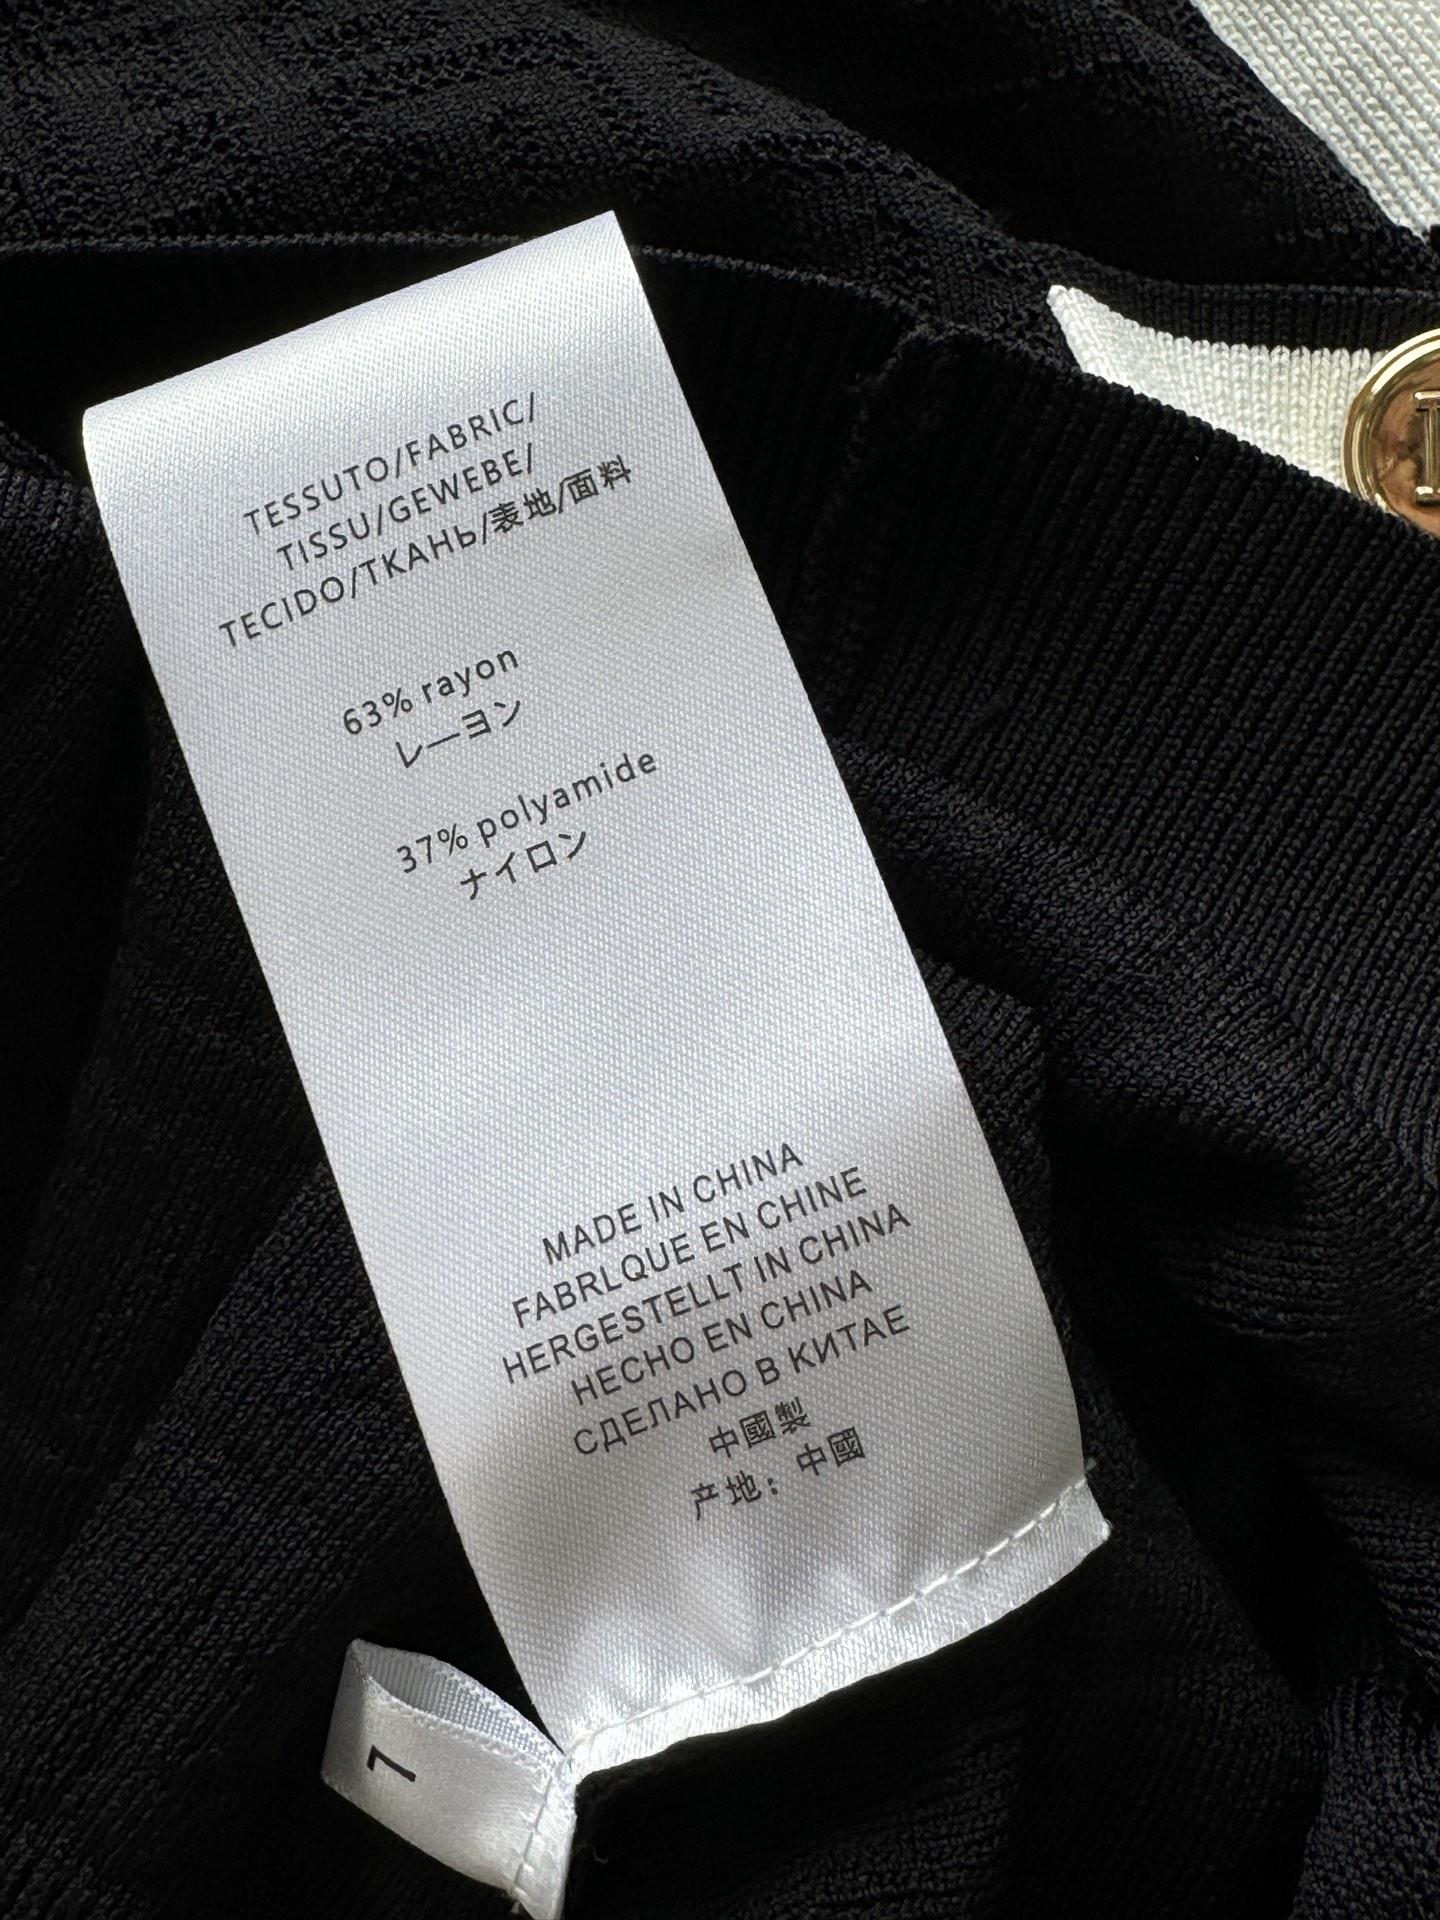 TESSUTO/FABRIC/
TISSU/GEWEBE/
TECIDO/ТКАНЬ/表地/面料
63% rayon
レーヨン
37% polyamide
ナイロン
MADE IN CHINA
FABRLQUE EN CHINE
HERGESTELLT IN CHINA
HECHO EN CHINA
СДЕЛАНО В КИТАЕ
中國製
产地：中國